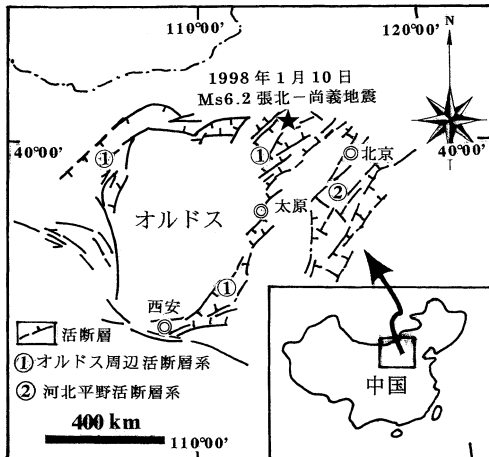 110°00'
120°00'
N
1998年1月10日
Ms6.2張北－尚義地震
40°00'
40°00'
①
①
北京
②
オルドス
太原
①
西安
活断層
①オルドス周辺活断層系
②河北平野活断層系
中国
400 km
110°00'